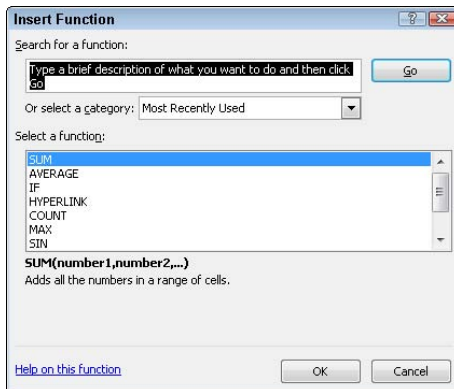 Insert Function
Search for a function:
Type a brief description of what you want to do and then click
Go
Go
Or select a category: Most Recently Used
Select a function:
SUM
AVERAGE
IF
HYPERLINK
COUNT
MAX
SIN
SUM(number1,number2,...)
Adds all the numbers in a range of cells.
Help on this function
OK Cancel